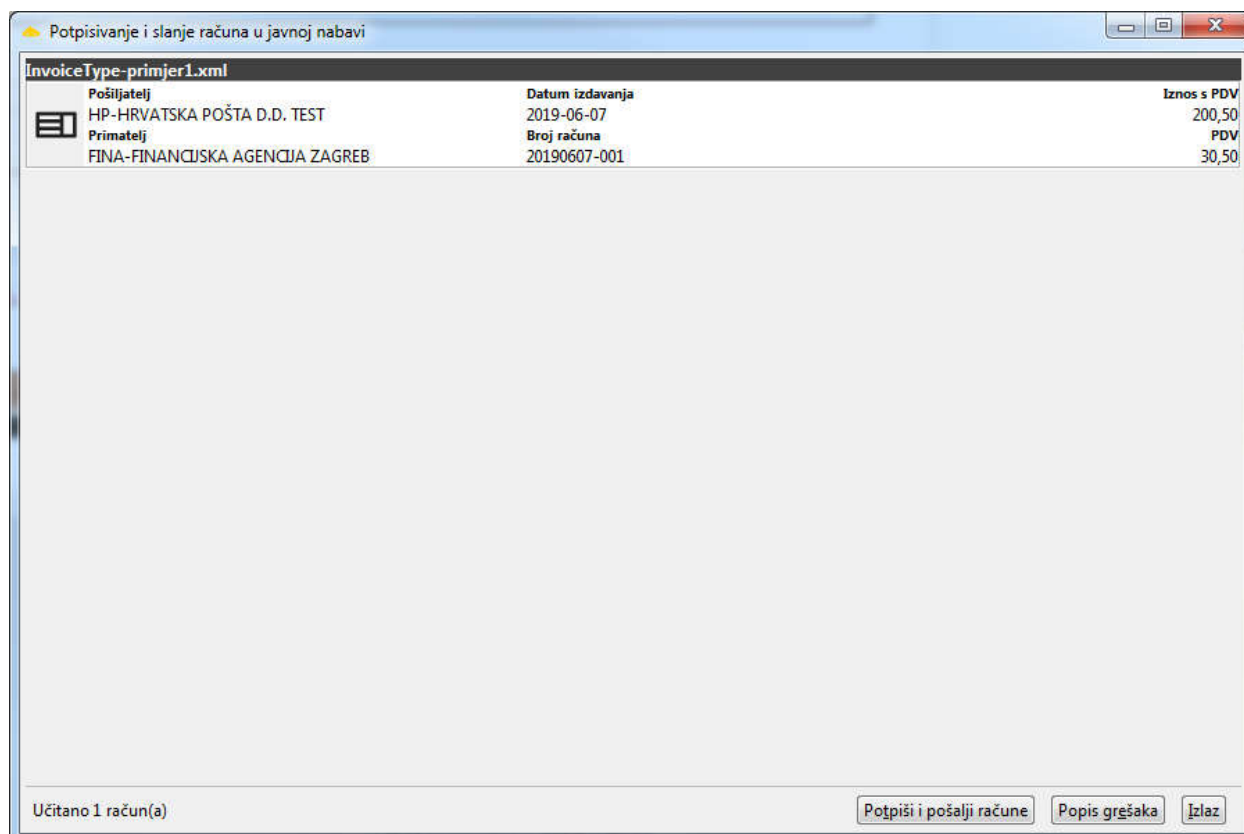 Potpisivanje i slanje računa u javnoj nabavi
InvoiceType-primjer1.xml
Pošiljatelj Datum izdavanja Iznos s PDV
HP-HRVATSKA POŠTA D.D. TEST 2019-06-07 200,50
Primatelj Broj računa PDV
FINA-FINANCIJSKA AGENCIJA ZAGREB 20190607-001 30,50
Učitano 1 račun(a) Potpiši i pošalji račune Popis grešaka Izlaz